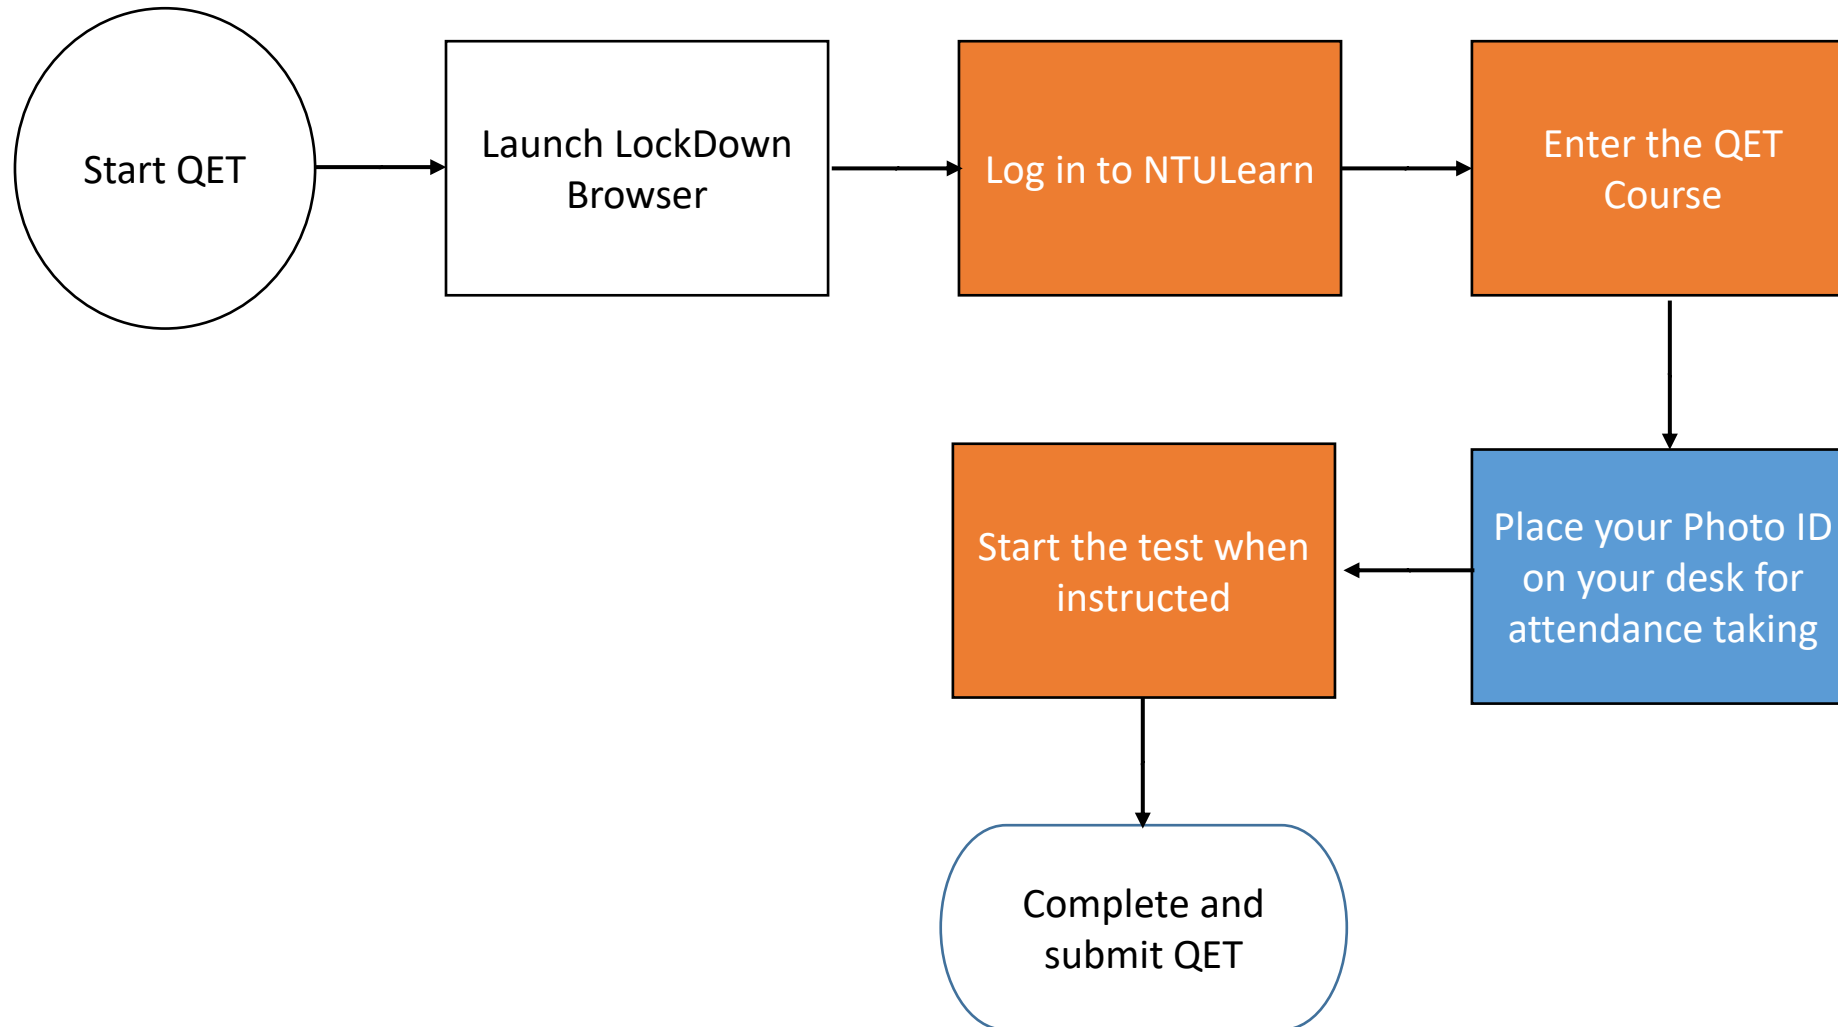 Start QET
Launch LockDown
Browser
Log in to NTULearn
Enter the QET
Course
Place your Photo ID
on your desk for
attendance taking
Start the test when
instructed
Complete and
submit QET